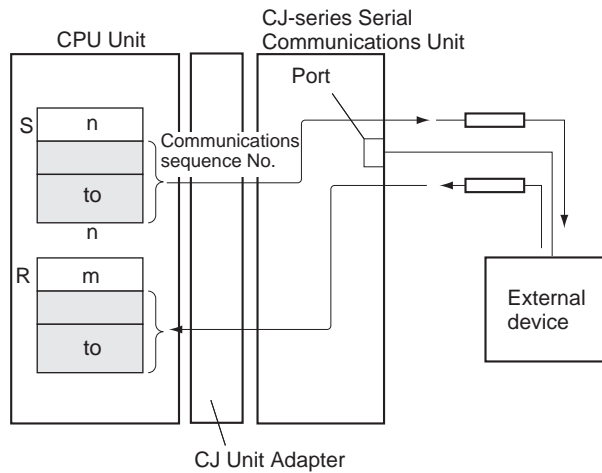 CPU Unit
CJ-series Serial
Communications Unit
Port
S
n
Communications
sequence No.
to
n
R
m
to
External
device
CJ Unit Adapter